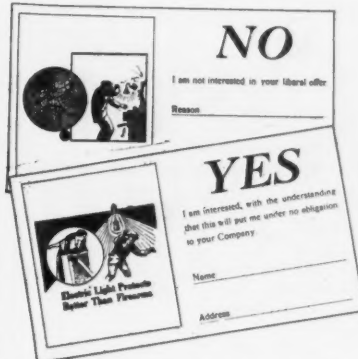 NO
I am not interested in your liberal offer
Reason
YES
I am interested, with the understanding
that this will put me under no obligation
to your Company.
Name
Address
Electric Light Protects
Better Than Firearms